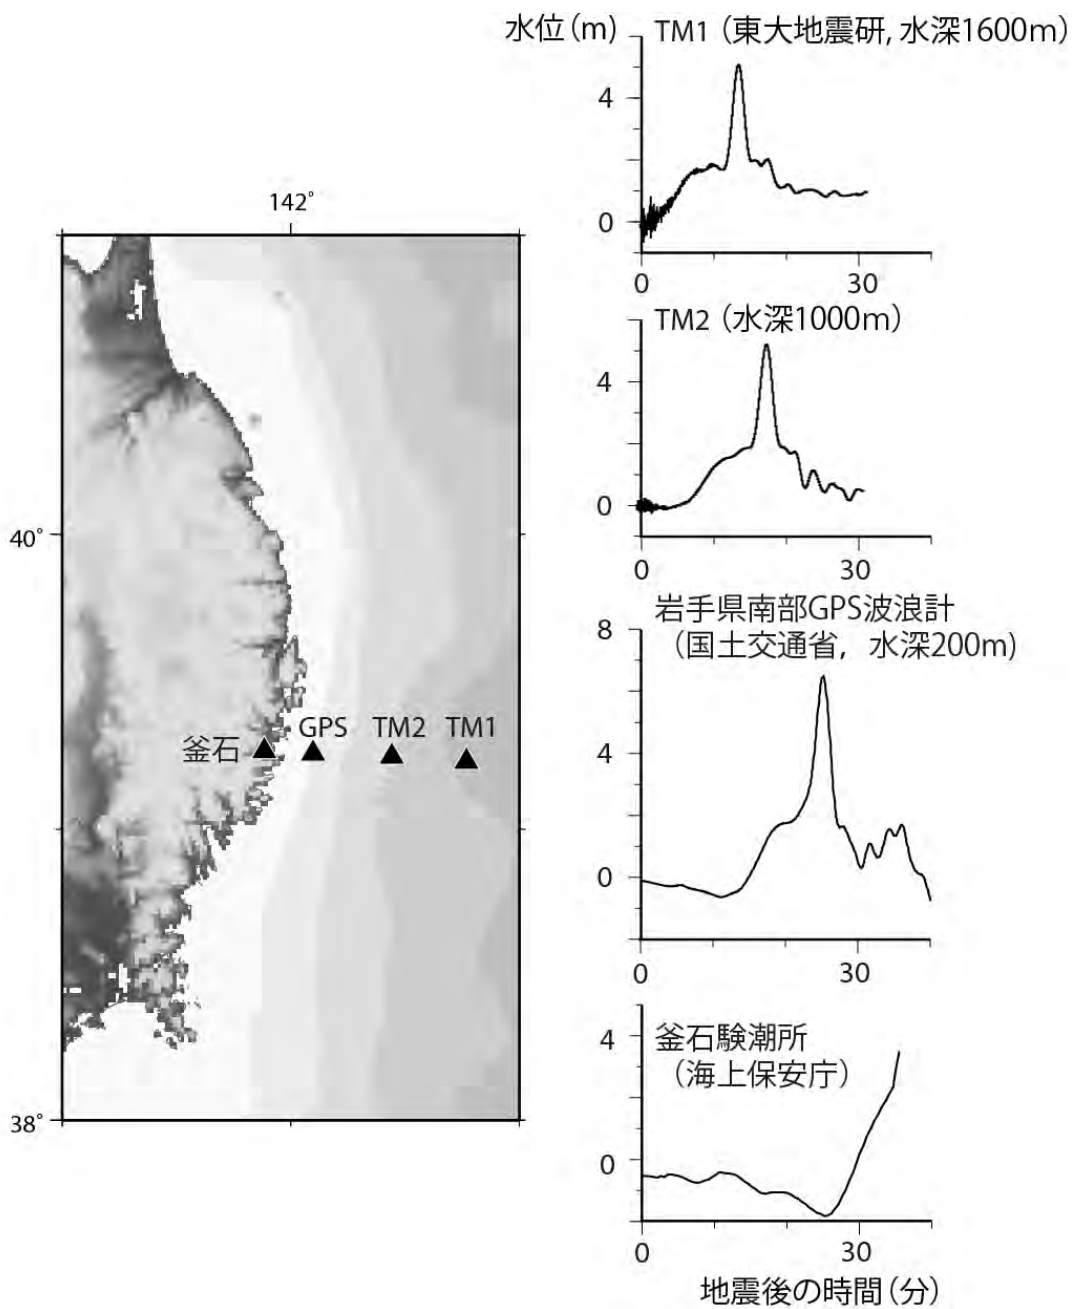 水位(m)
TM1（東大地震研, 水深1600m）
4
0
0
30
142°
TM2（水深1000m）
4
0
0
30
40°
岩手県南部GPS波浪計
（国土交通省， 水深200m）
8
4
0
0
30
釜石
GPS
TM2
TM1
38°
釜石験潮所
（海上保安庁）
4
0
0
30
地震後の時間(分)